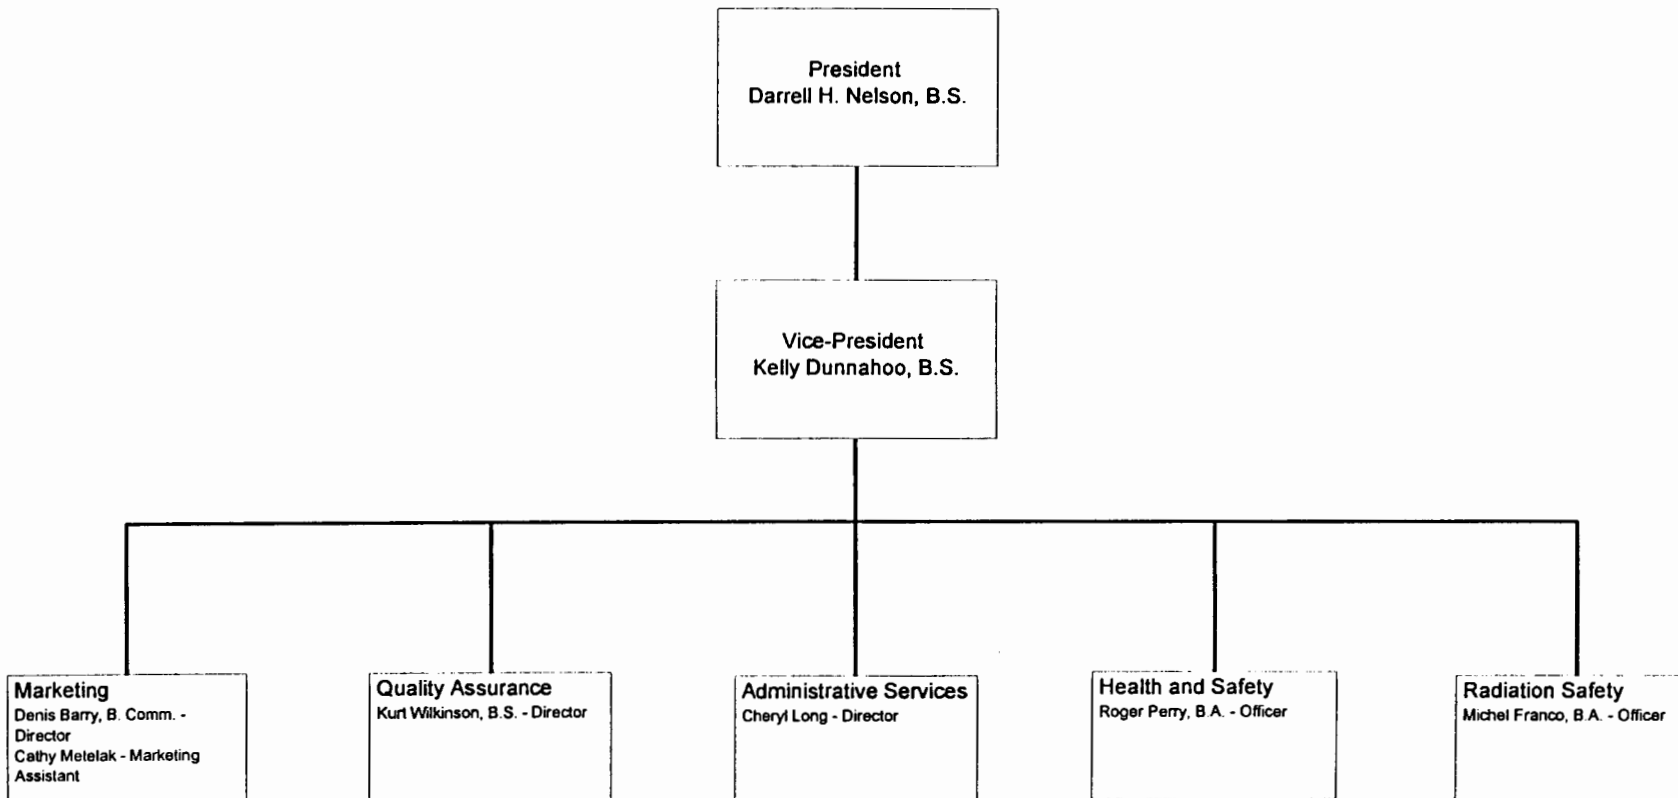 President
Darrell H. Nelson, B.S.
Vice-President
Kelly Dunnahoo, B.S.
Marketing
Denis Barry, B. Comm. -
Director
Cathy Metelak - Marketing
Assistant
Quality Assurance
Kurt Wilkinson, B.S. - Director
Administrative Services
Cheryl Long - Director
Health and Safety
Roger Perry, B.A. - Officer
Radiation Safety
Michel Franco, B.A. - Officer